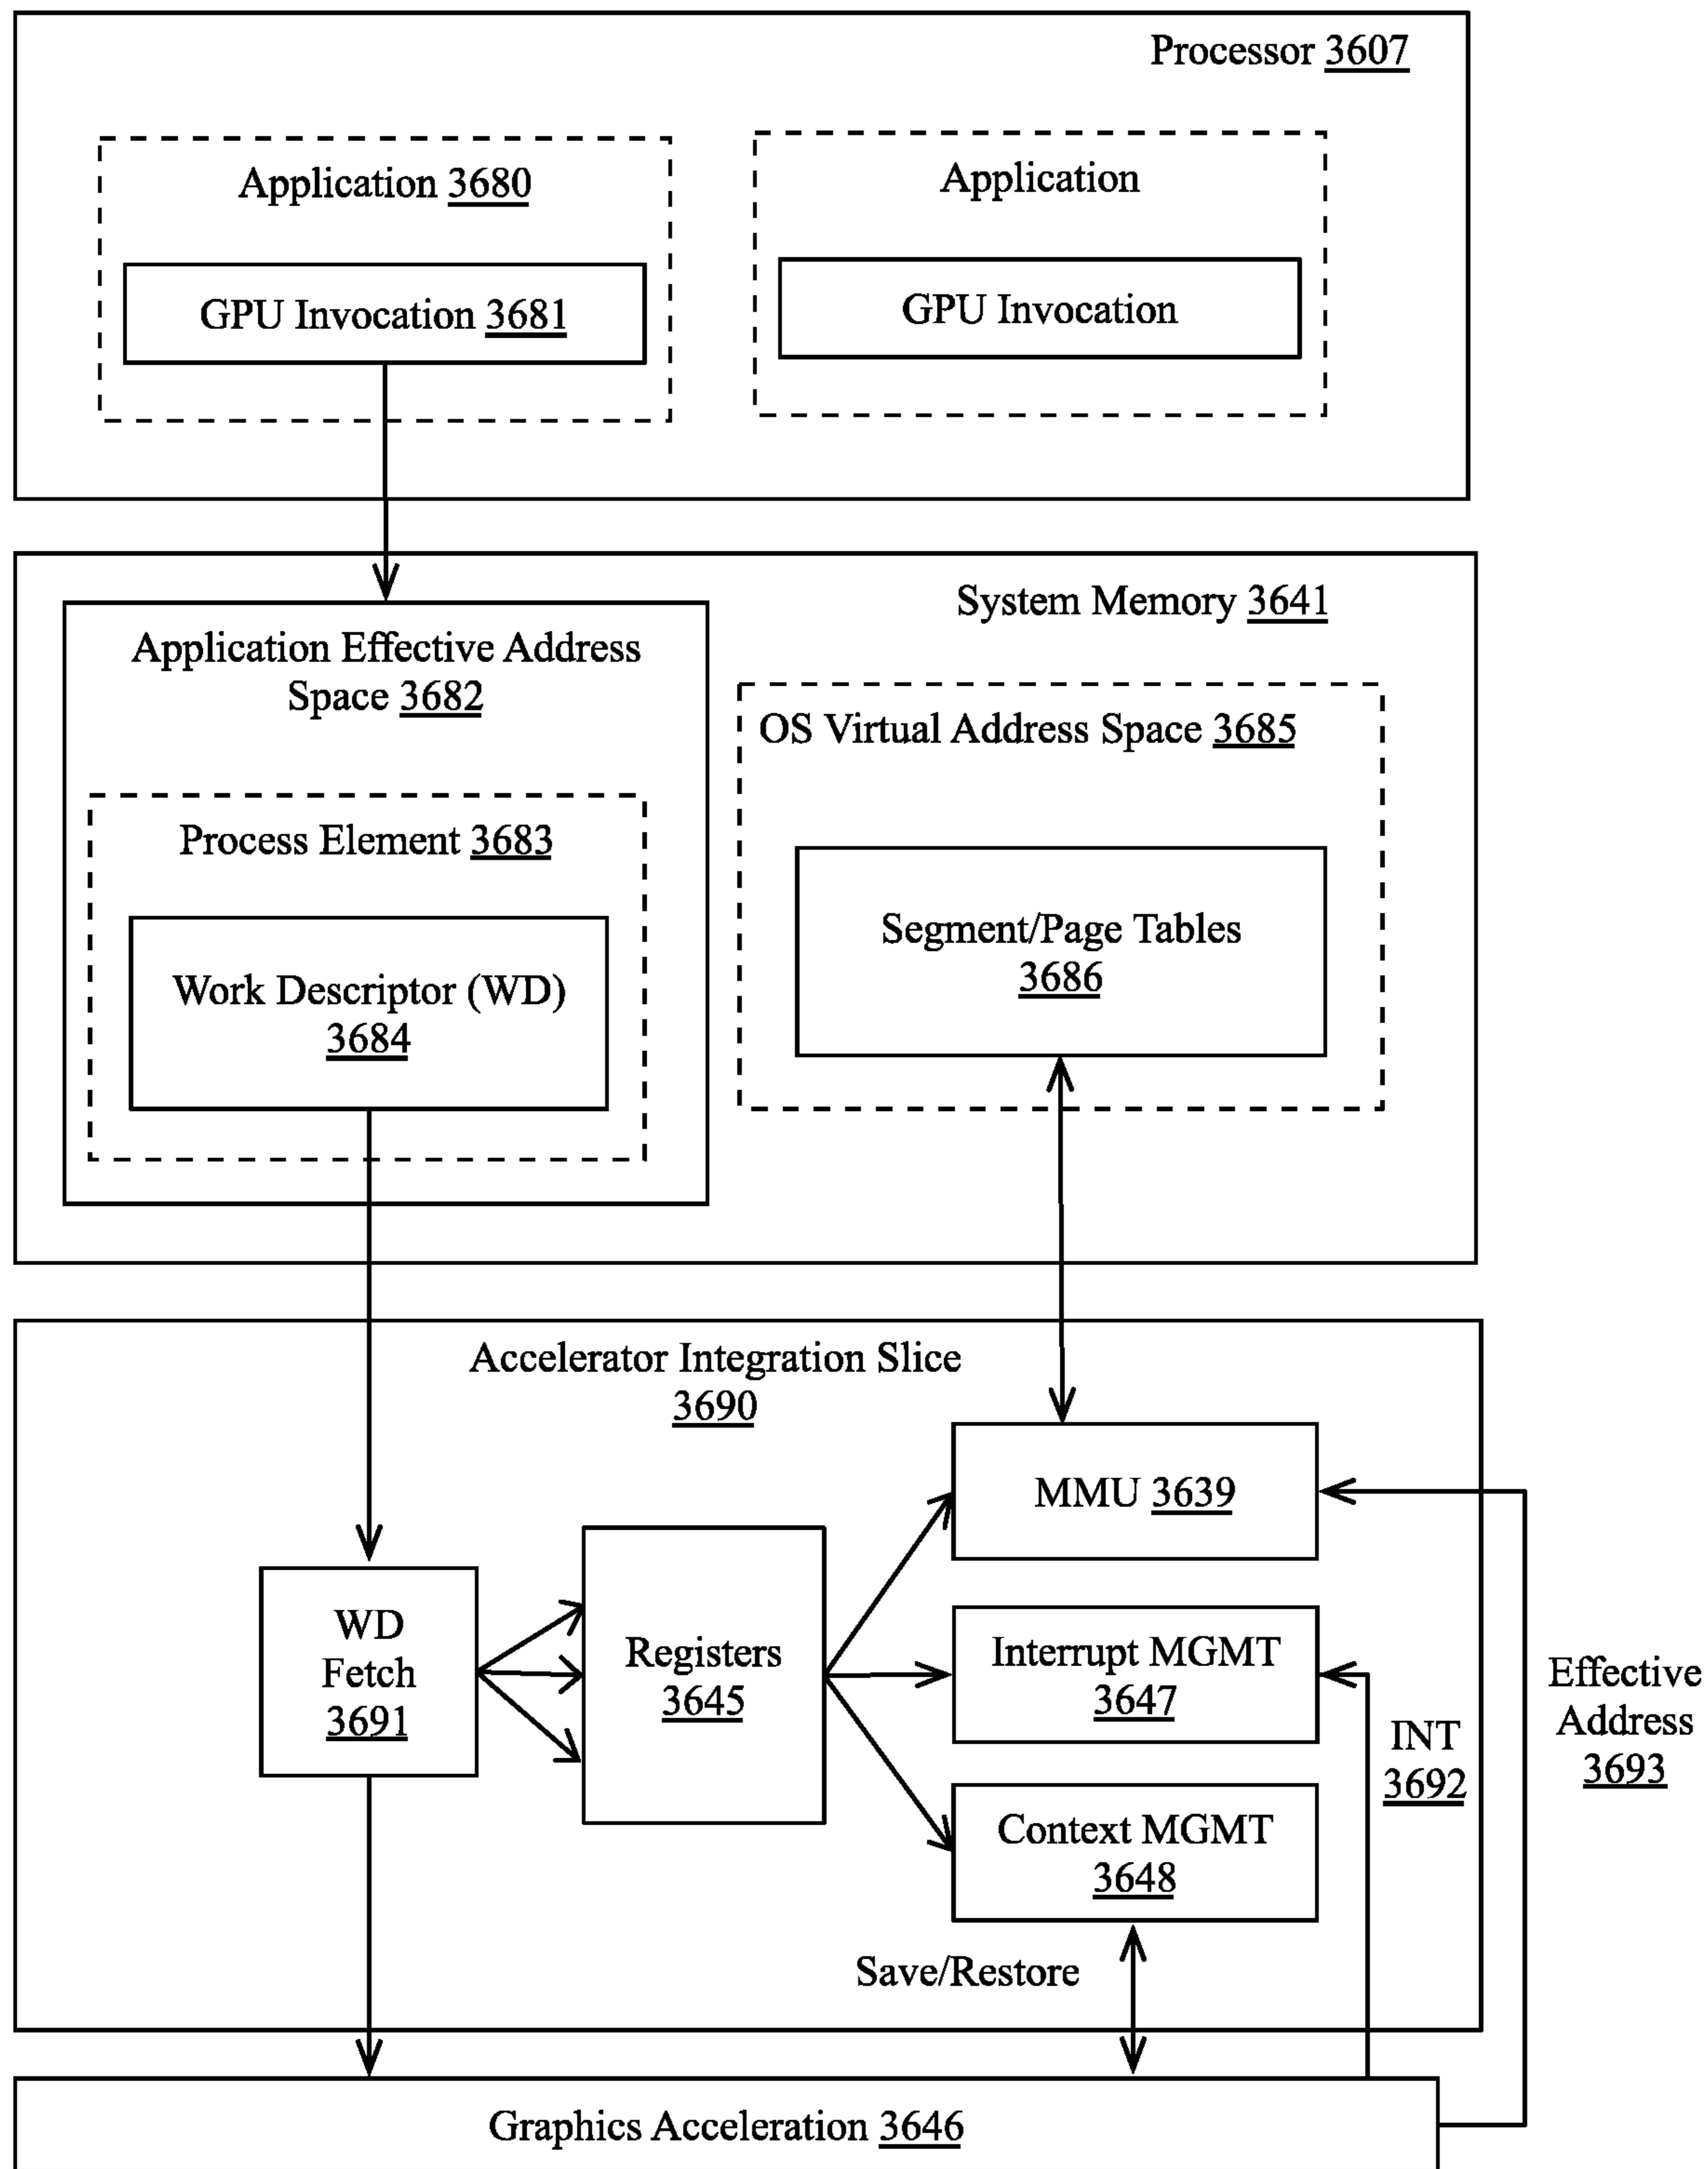 Processor 3607
Application 3680
GPU Invocation 3681
Application
GPU Invocation
System Memory 3641
Application Effective Address
Space 3682
Process Element 3683
Work Descriptor (WD)
3684
OS Virtual Address Space 3685
Segment/Page Tables
3686
Accelerator Integration Slice
3690
WD
Fetch
3691
Registers
3645
MMU 3639
Interrupt MGMT
3647
Context MGMT
3648
Save/Restore
INT
3692
Effective
Address
3693
Graphics Acceleration 3646